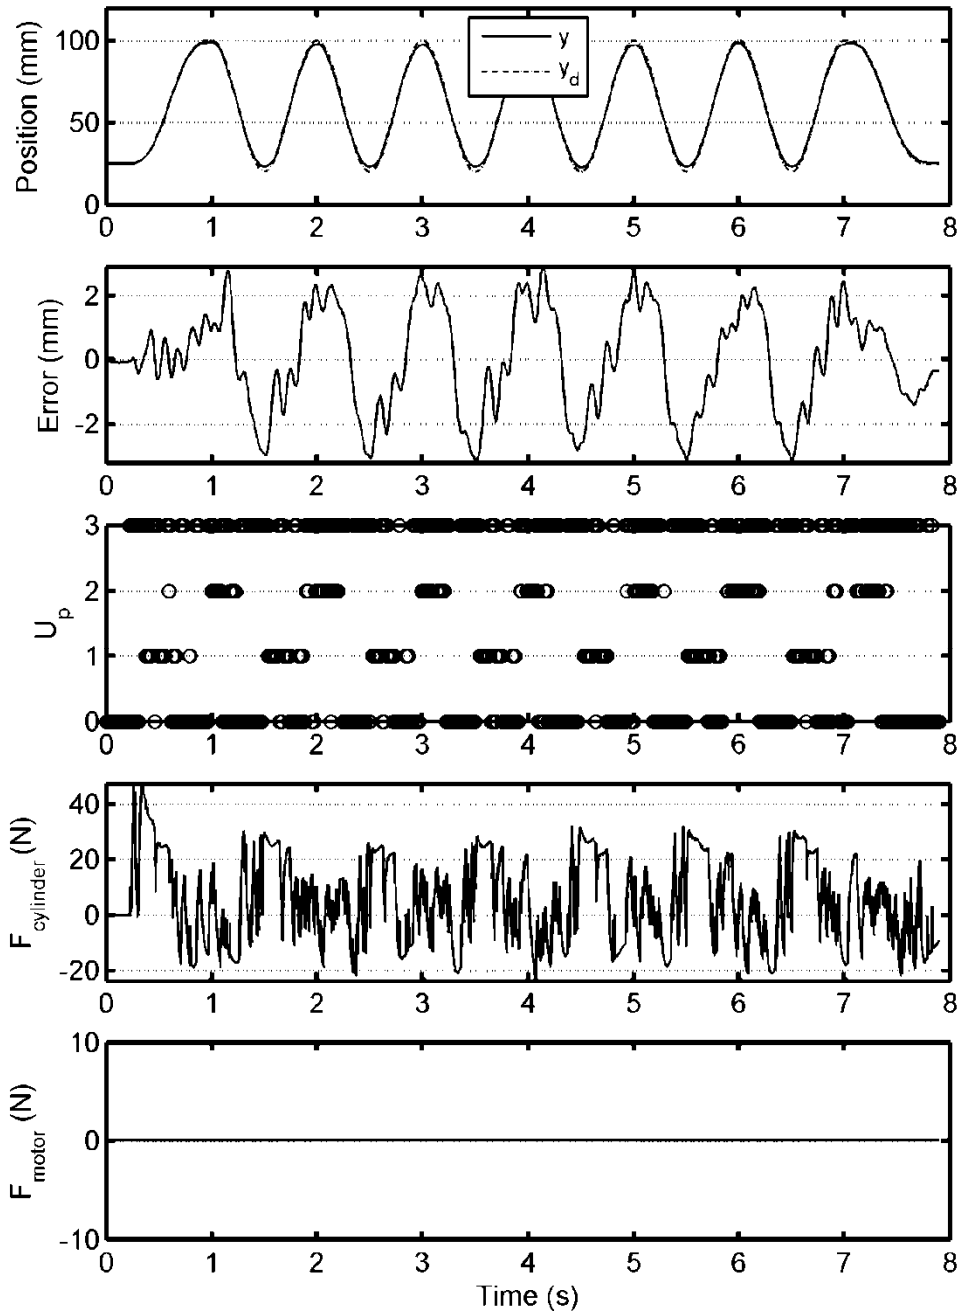 100
50
0
Position (mm)
y
y_d
0 1 2 3 4 5 6 7 8
2
0
-2
Error (mm)
0 1 2 3 4 5 6 7 8
3
2
1
0
U_p
0 1 2 3 4 5 6 7 8
40
20
0
-20
F_cylinder (N)
0 1 2 3 4 5 6 7 8
10
0
-10
F_motor (N)
0 1 2 3 4 5 6 7 8
Time (s)